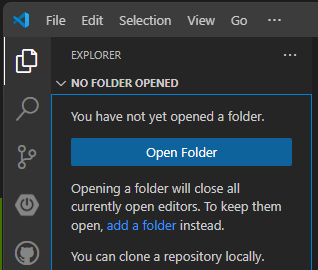 File Edit Selection View Go ···
EXPLORER ···
NO FOLDER OPENED
You have not yet opened a folder.
Open Folder
Opening a folder will close all
currently open editors. To keep them
open, add a folder instead.
You can clone a repository locally.